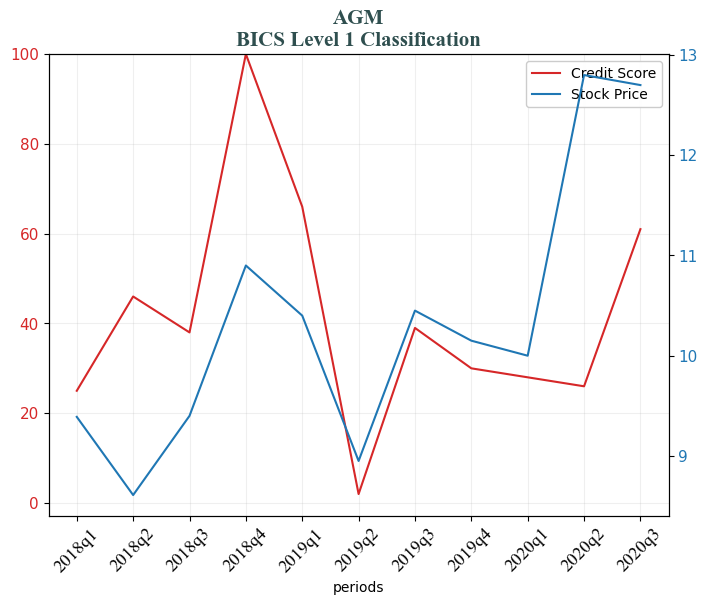 AGM
BICS Level 1 Classification
100
80
60
40
20
0
13
12
11
10
9
Credit Score
Stock Price
2018q1
2018q2
2018q3
2018q4
2019q1
2019q2
2019q3
2019q4
2020q1
2020q2
2020q3
periods